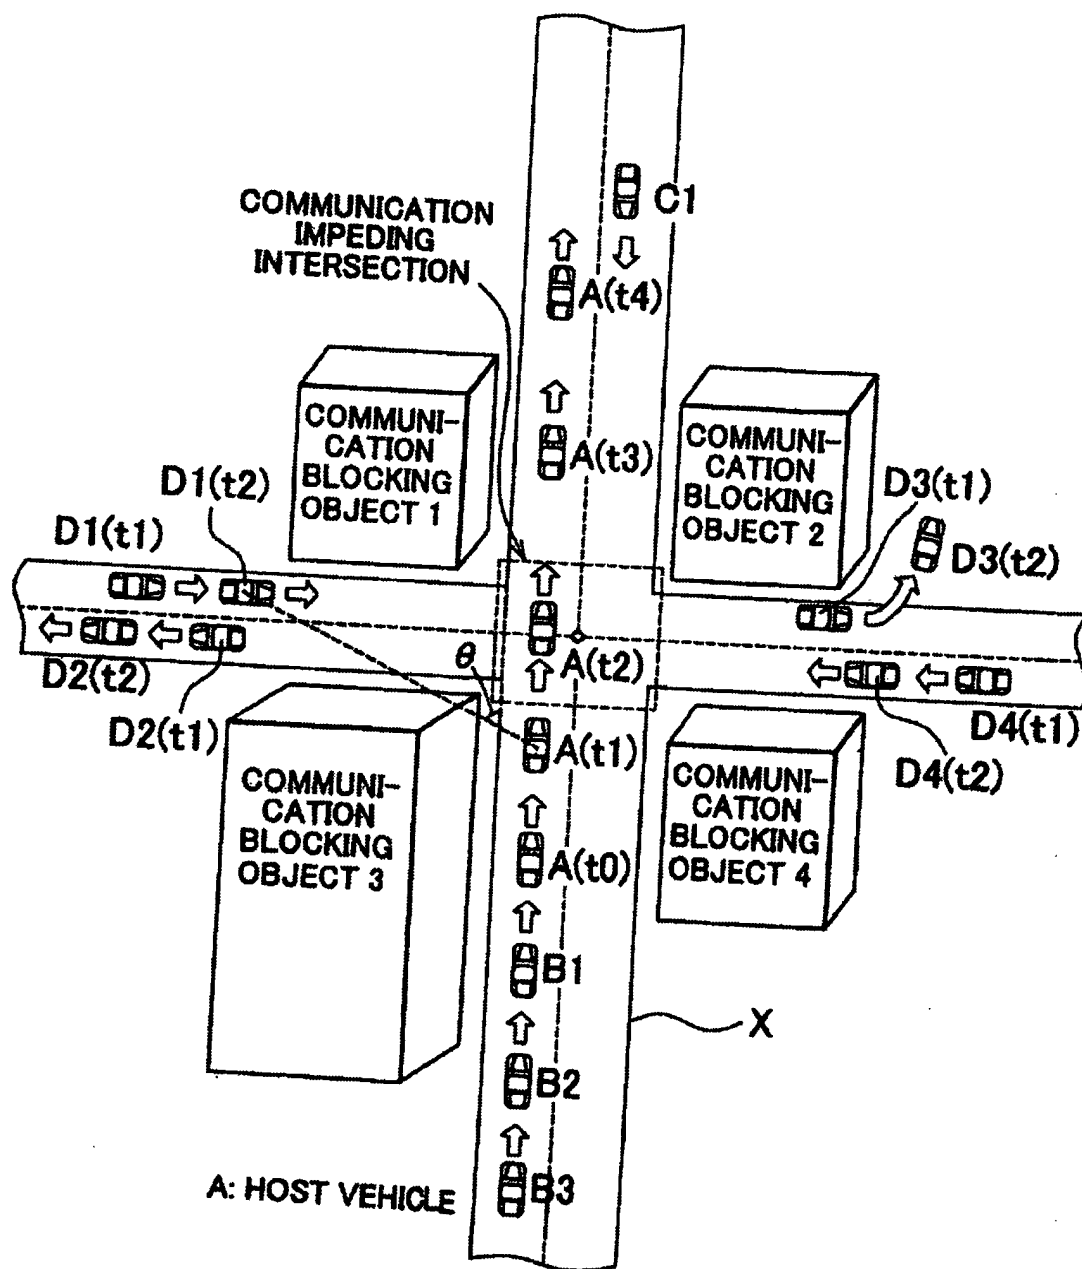 C1
COMMUNICATION
IMPEDING
INTERSECTION
A(t4)
COMMUNI-
CATION
BLOCKING
OBJECT 1
A(t3)
COMMUNI-
CATION
BLOCKING
OBJECT 2
D3(t1)
D1(t2)
D1(t1)
D3(t2)
A(t2)
θ
D2(t2)
D2(t1)
A(t1)
D4(t1)
D4(t2)
COMMUNI-
CATION
BLOCKING
OBJECT 3
COMMUNI-
CATION
BLOCKING
OBJECT 4
A(t0)
B1
X
B2
B3
A: HOST VEHICLE